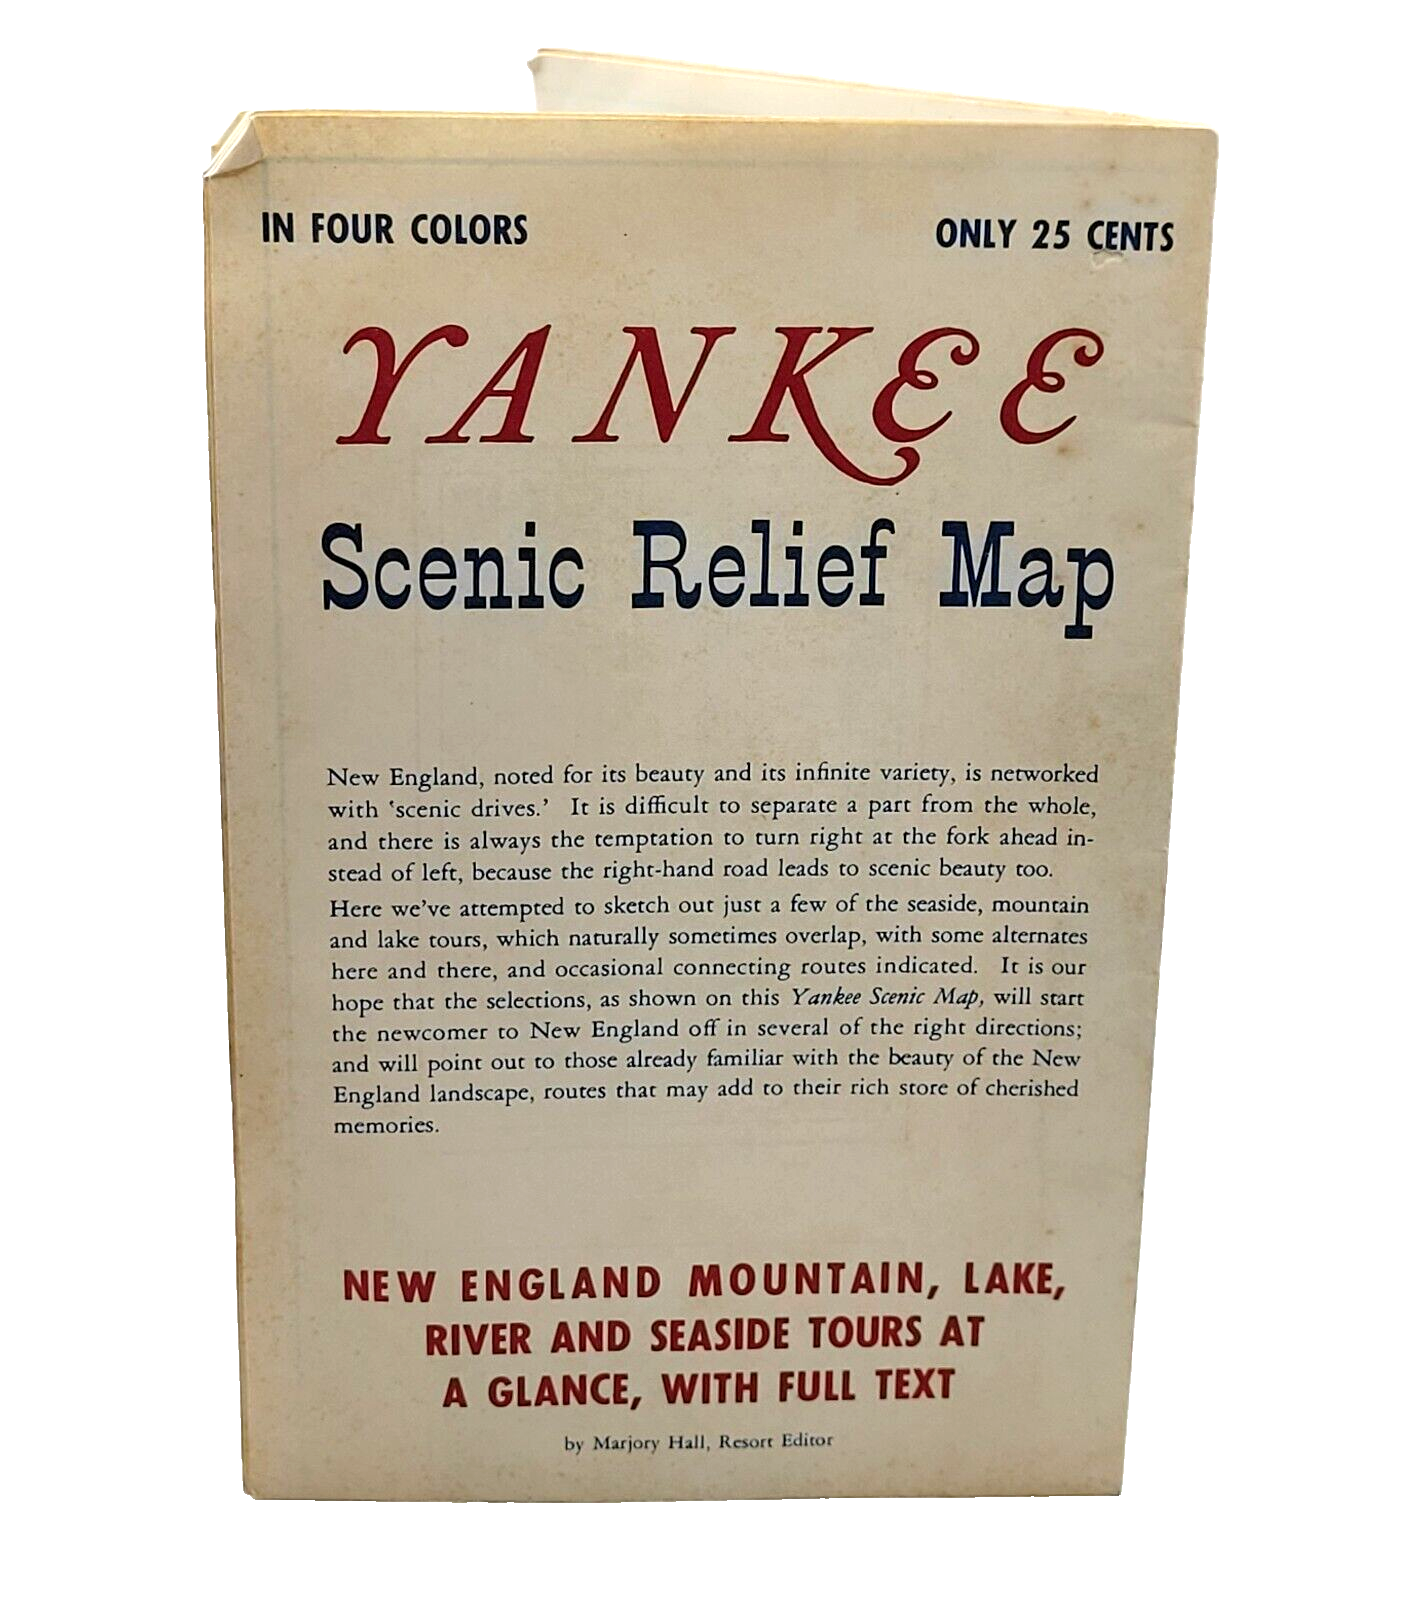 IN FOUR COLORS
ONLY 25 CENTS
YANKEE
Scenic Relief Map
New England, noted for its beauty and its infinite variety, is networked
with ‘scenic drives.’ It is difficult to separate a part from the whole,
and there is always the temptation to turn right at the fork ahead in-
stead of left, because the right-hand road leads to scenic beauty too.
Here we’ve attempted to sketch out just a few of the seaside, mountain
and lake tours, which naturally sometimes overlap, with some alternates
here and there, and occasional connecting routes indicated. It is our
hope that the selections, as shown on this Yankee Scenic Map, will start
the newcomer to New England off in several of the right directions;
and will point out to those already familiar with the beauty of the New
England landscape, routes that may add to their rich store of cherished
memories.
NEW ENGLAND MOUNTAIN, LAKE,
RIVER AND SEASIDE TOURS AT
A GLANCE, WITH FULL TEXT
by Marjory Hall, Resort Editor